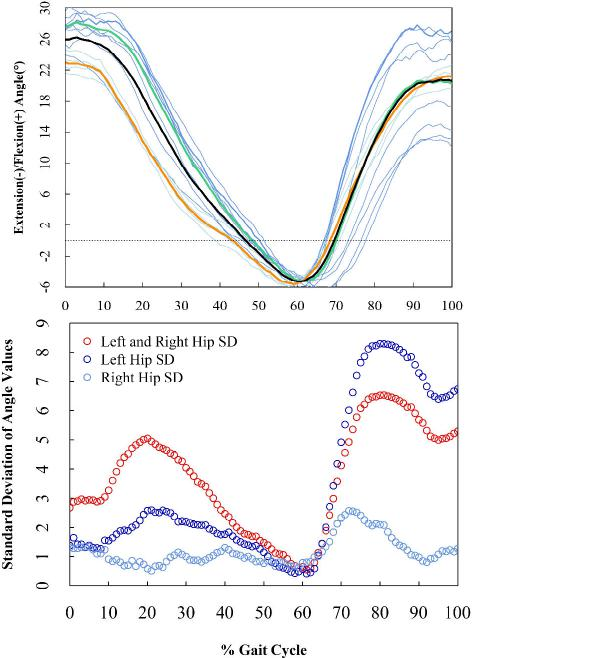 30
26
22
18
14
10
6
2
-2
-6
Extension(-)/Flexion(+) Angle(°)
0 10 20 30 40 50 60 70 80 90 100
9
8
7
6
5
4
3
2
1
0
Standard Deviation of Angle Values
Left and Right Hip SD
Left Hip SD
Right Hip SD
0 10 20 30 40 50 60 70 80 90 100
% Gait Cycle